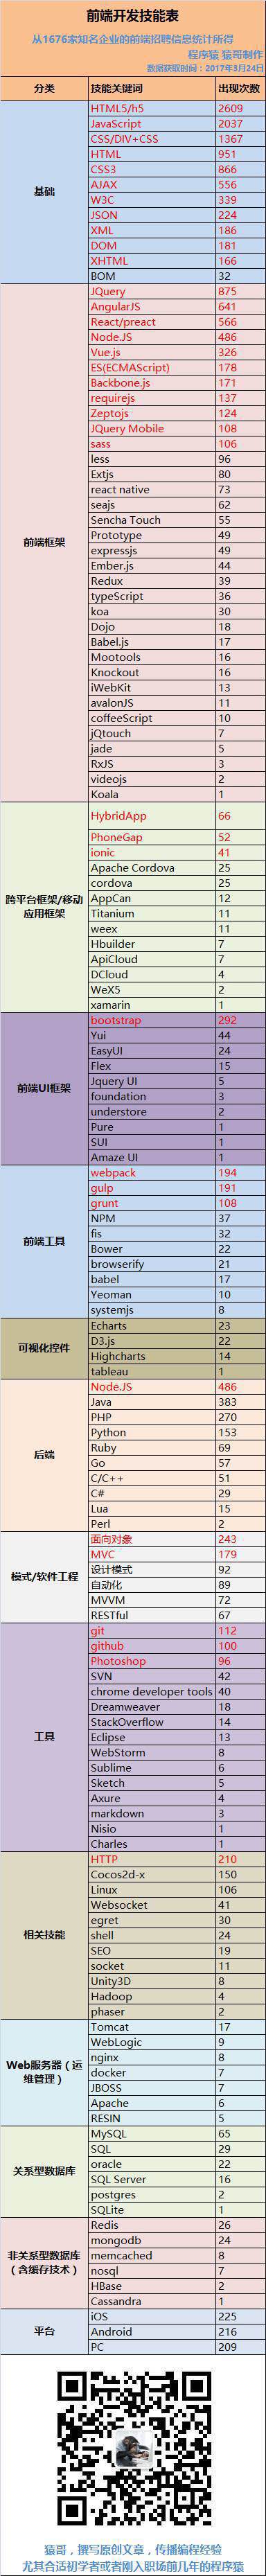 前端开发技能表
从1676家知名企业的前端招聘信息统计所得
程序猿 猿哥制作
数据获取时间：2017年3月24日
分类 技能关键词 出现次数
基础
HTML5/h5 2609
JavaScript 2037
CSS/DIV+CSS 1367
HTML 951
CSS3 866
AJAX 556
W3C 339
JSON 224
XML 186
DOM 181
XHTML 166
BOM 32
前端框架
JQuery 875
AngularJS 641
React/preact 566
Node.JS 486
Vue.js 326
ES(ECMAScript) 178
Backbone.js 171
requirejs 137
Zeptojs 124
JQuery Mobile 108
sass 106
less 96
Extjs 80
react native 73
seajs 62
Sencha Touch 55
Prototype 49
expressjs 49
Ember.js 44
Redux 39
typeScript 36
koa 30
Dojo 18
Babel.js 17
Mootools 16
Knockout 16
iWebKit 13
avalonJS 11
coffeeScript 10
jQtouch 7
jade 5
RxJS 3
videojs 2
Koala 1
跨平台框架/移动
应用框架
HybridApp 66
PhoneGap 52
ionic 41
Apache Cordova 25
cordova 25
AppCan 12
Titanium 11
weex 11
Hbuilder 7
ApiCloud 7
DCloud 4
WeX5 2
xamarin 1
前端UI框架
bootstrap 292
Yui 44
EasyUI 24
Flex 15
Jquery UI 5
foundation 3
understore 2
Pure 1
SUI 1
Amaze UI 1
前端工具
webpack 194
gulp 191
grunt 108
NPM 37
fis 32
Bower 22
browserify 21
babel 17
Yeoman 10
systemjs 8
可视化控件
Echarts 23
D3.js 22
Highcharts 14
tableau 1
后端
Node.JS 486
Java 383
PHP 270
Python 153
Ruby 69
Go 57
C/C++ 51
C# 29
Lua 15
Perl 2
模式/软件工程
面向对象 243
MVC 179
设计模式 92
自动化 89
MVVM 72
RESTful 67
工具
git 112
github 100
Photoshop 96
SVN 42
chrome developer tools 40
Dreamweaver 18
StackOverflow 14
Eclipse 13
WebStorm 8
Sublime 6
Sketch 5
Axure 4
markdown 3
Nisio 1
Charles 1
相关技能
HTTP 210
Cocos2d-x 150
Linux 106
Websocket 41
egret 30
shell 24
SEO 19
socket 11
Unity3D 8
Hadoop 4
phaser 2
Web服务器（运
维管理）
Tomcat 17
WebLogic 9
nginx 8
docker 7
JBOSS 7
Apache 6
RESIN 5
关系型数据库
MySQL 65
SQL 29
oracle 22
SQL Server 16
postgres 2
SQLite 1
非关系型数据库
（含缓存技术）
Redis 26
mongodb 24
memcached 8
nosql 7
HBase 2
Cassandra 1
平台
iOS 225
Android 216
PC 209
猿哥，撰写原创文章，传播编程经验
尤其合适初学者或者刚入职场前几年的程序猿